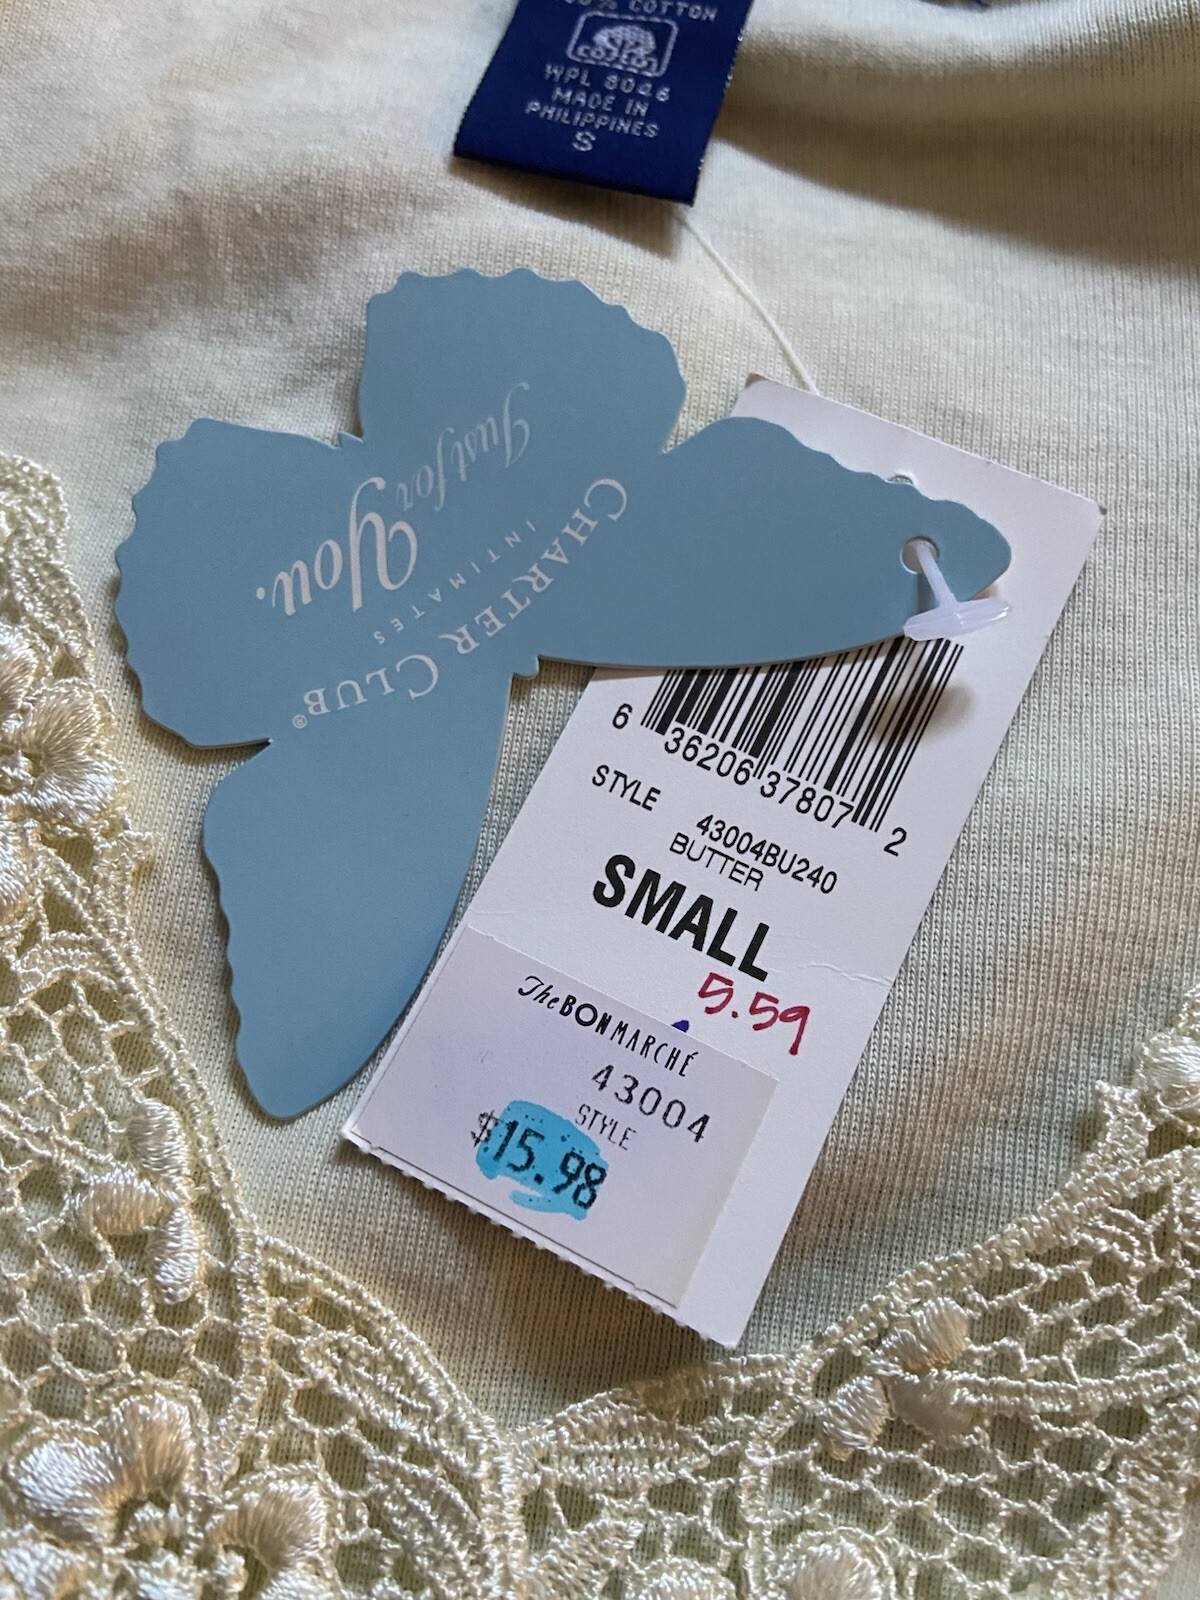 % COTTON
COTTON
WPL 8046
MADE IN
PHILIPPINES
S
Just for
You.
CHARTER CLUB®
INTIMATES
6 36206 37807 2
STYLE 43004BU240
BUTTER
SMALL
5.59
The BON MARCHÉ
43004
STYLE
$15.98